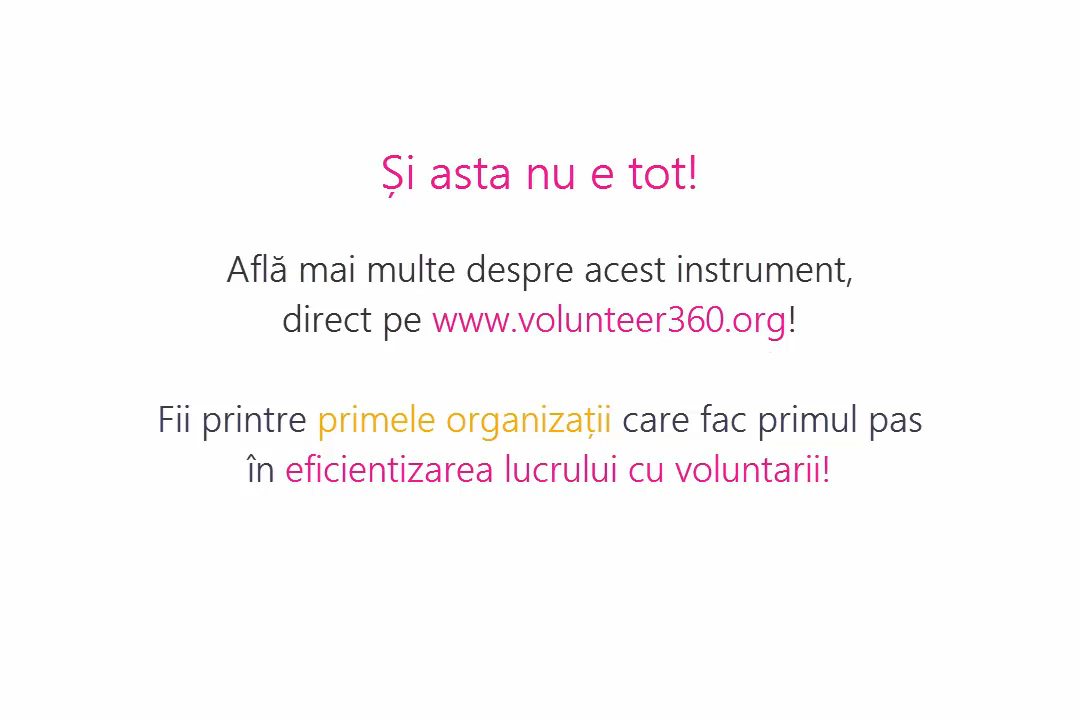 Și asta nu e tot!
Află mai multe despre acest instrument,
direct pe www.volunteer360.org!
Fii printre primele organizații care fac primul pas
în eficientizarea lucrului cu voluntarii!